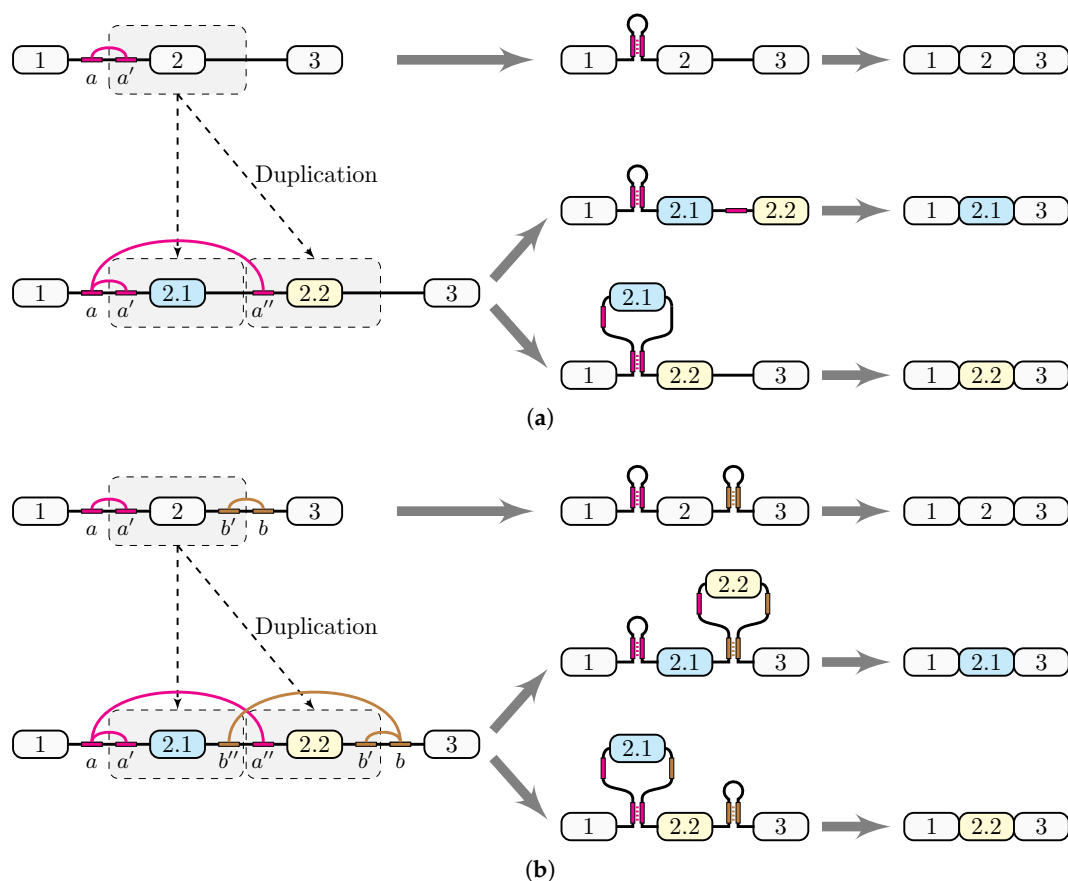 1 2 3 1 2 3 1 2 3
a a′
Duplication
1 2.1 2.2 1 2.1 3
1 2.1 2.2 3
a a′ a″
2.1
1 2.2 3 1 2.2 3
(a)
1 2 3 1 2 3 1 2 3
a a′ b′ b
2.2
Duplication
1 2.1 3 1 2.1 3
1 2.1 2.2 3
a a′ b″ a″ b′ b
2.1
1 2.2 3 1 2.2 3
(b)